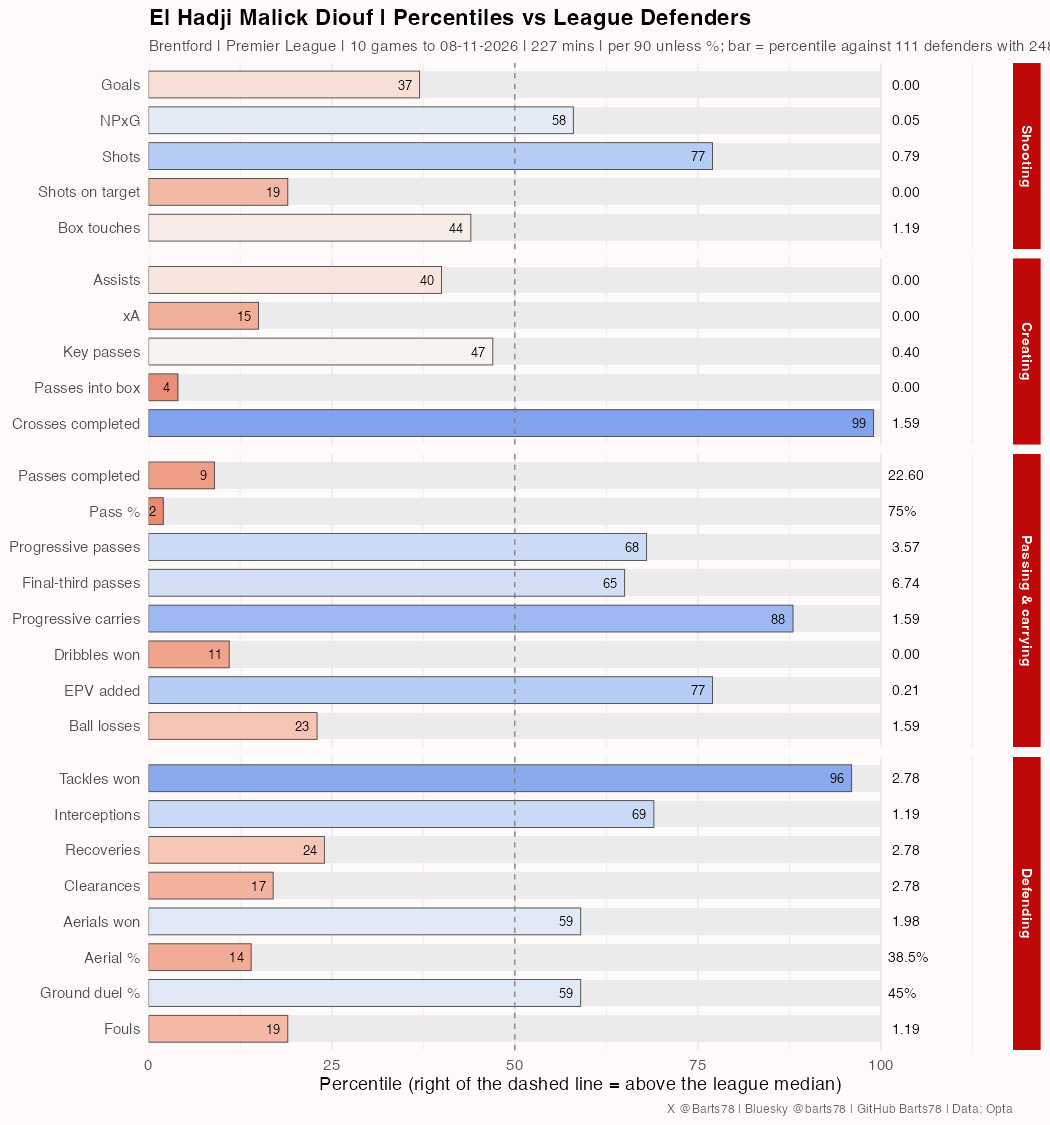 El Hadji Malick Diouf | Percentiles vs League Defenders
Brentford | Premier League | 10 games to 08-11-2026 | 227 mins | per 90 unless %; bar = percentile against 111 defenders with 248
Goals 37 0.00
NPxG 58 0.05
Shots 77 0.79
Shots on target 19 0.00
Box touches 44 1.19
Shooting
Assists 40 0.00
xA 15 0.00
Key passes 47 0.40
Passes into box 4 0.00
Crosses completed 99 1.59
Creating
Passes completed 9 22.60
Pass % 2 75%
Progressive passes 68 3.57
Final-third passes 65 6.74
Progressive carries 88 1.59
Dribbles won 11 0.00
EPV added 77 0.21
Ball losses 23 1.59
Passing & carrying
Tackles won 96 2.78
Interceptions 69 1.19
Recoveries 24 2.78
Clearances 17 2.78
Aerials won 59 1.98
Aerial % 14 38.5%
Ground duel % 59 45%
Fouls 19 1.19
Defending
0 25 50 75 100
Percentile (right of the dashed line = above the league median)
X @Barts78 | Bluesky @barts78 | GitHub Barts78 | Data: Opta